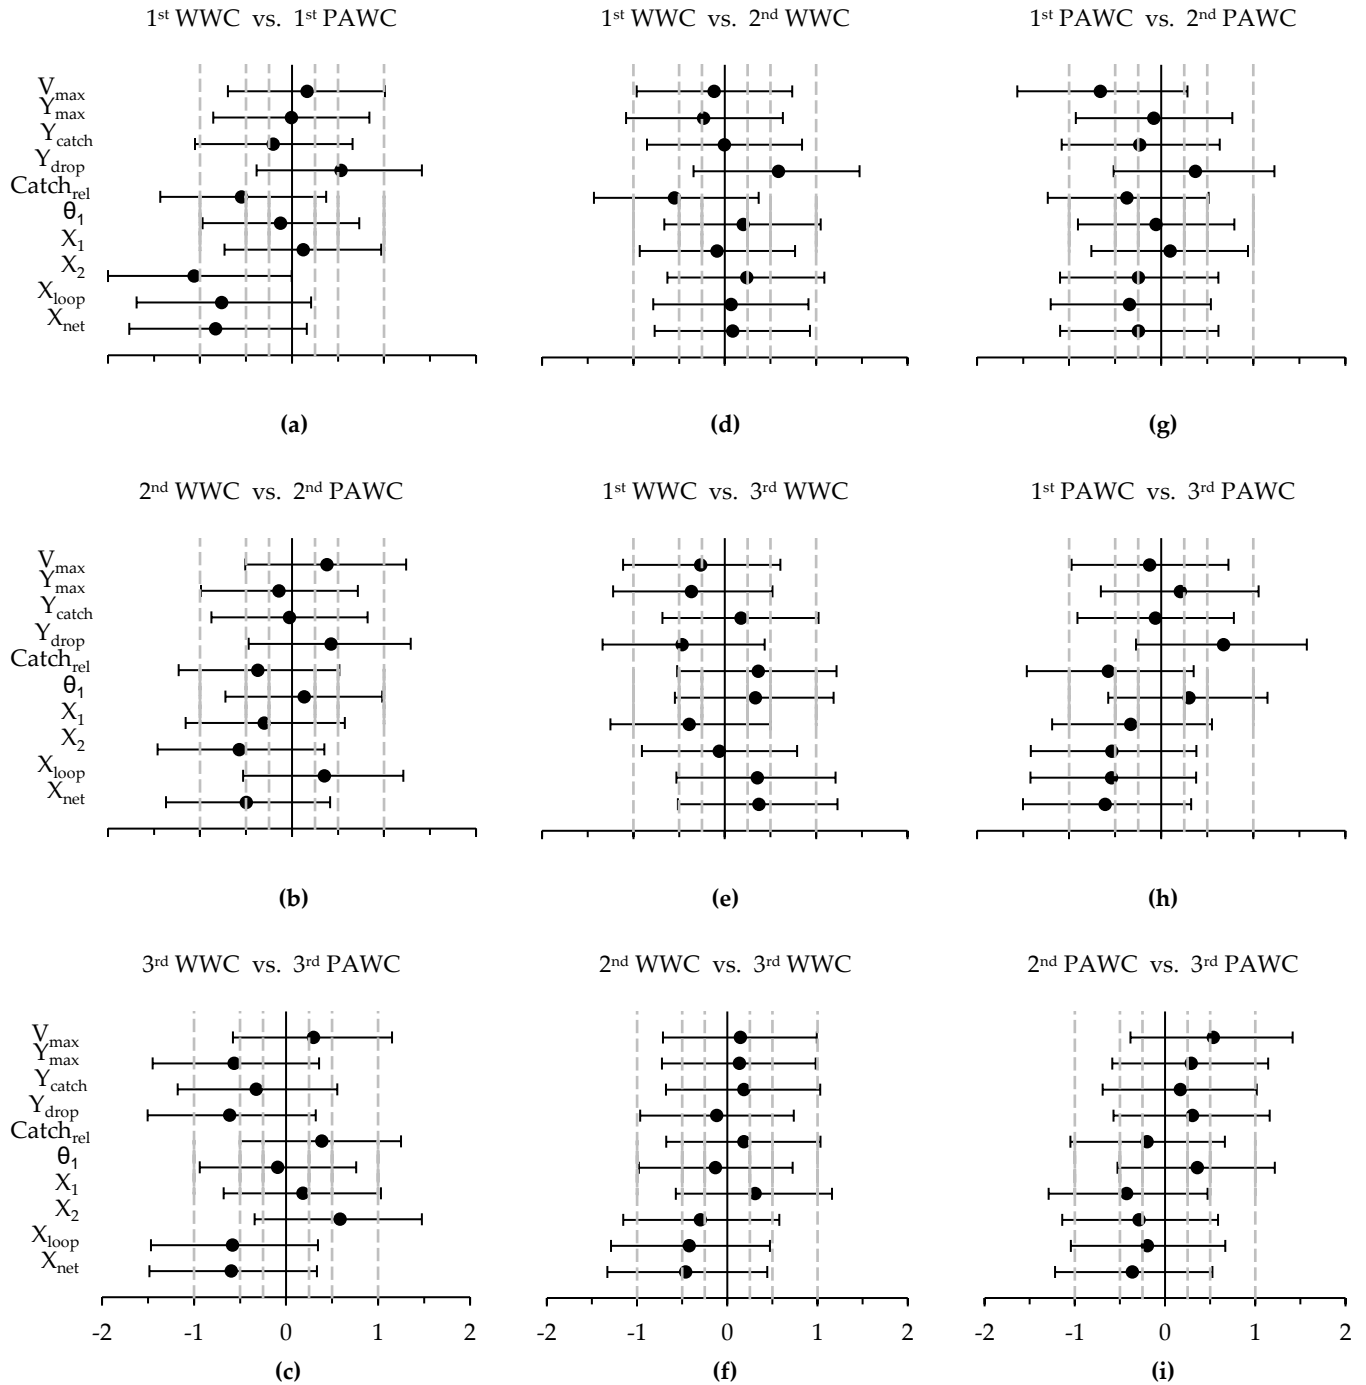 1st WWC vs. 1st PAWC
1st WWC vs. 2nd WWC
1st PAWC vs. 2nd PAWC
Vmax
Ymax
Ycatch
Ydrop
Catchrel
θ1
X1
X2
Xloop
Xnet
(a)
(d)
(g)
2nd WWC vs. 2nd PAWC
1st WWC vs. 3rd WWC
1st PAWC vs. 3rd PAWC
Vmax
Ymax
Ycatch
Ydrop
Catchrel
θ1
X1
X2
Xloop
Xnet
(b)
(e)
(h)
3rd WWC vs. 3rd PAWC
2nd WWC vs. 3rd WWC
2nd PAWC vs. 3rd PAWC
Vmax
Ymax
Ycatch
Ydrop
Catchrel
θ1
X1
X2
Xloop
Xnet
-2 -1 0 1 2
-2 -1 0 1 2
-2 -1 0 1 2
(c)
(f)
(i)